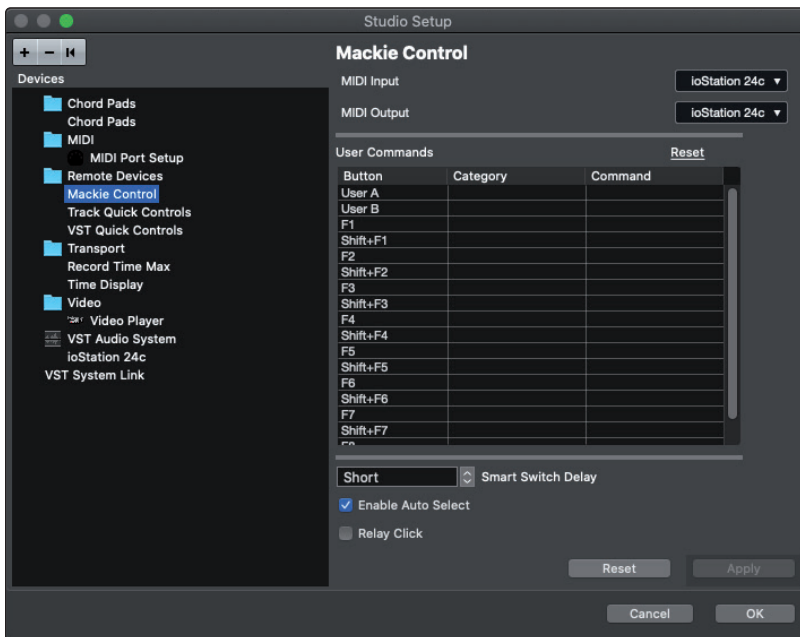 Studio Setup
+ −
Devices
Chord Pads
Chord Pads
MIDI
MIDI Port Setup
Remote Devices
Mackie Control
Track Quick Controls
VST Quick Controls
Transport
Record Time Max
Time Display
Video
Video Player
VST Audio System
ioStation 24c
VST System Link
Mackie Control
MIDI Input ioStation 24c
MIDI Output ioStation 24c
User Commands Reset
Button Category Command
User A
User B
F1
Shift+F1
F2
Shift+F2
F3
Shift+F3
F4
Shift+F4
F5
Shift+F5
F6
Shift+F6
F7
Shift+F7
Short Smart Switch Delay
Enable Auto Select
Relay Click
Reset Apply
Cancel OK